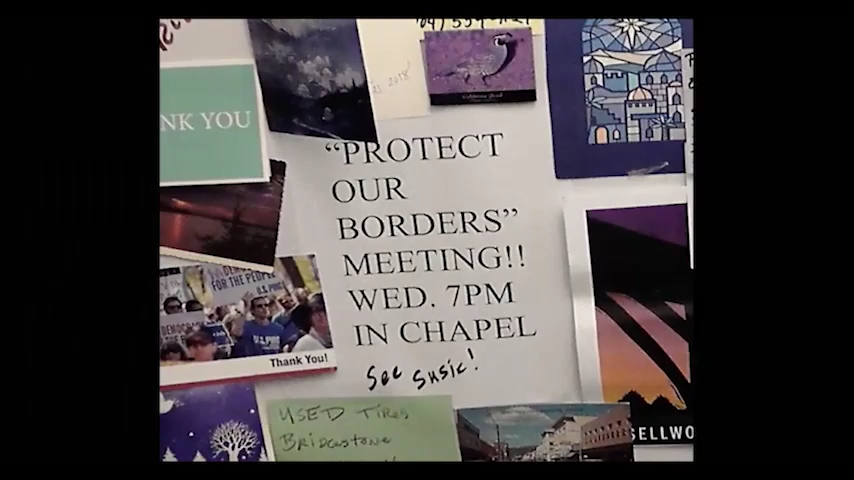 NK YOU
"PROTECT
OUR
BORDERS"
MEETING!!
WED. 7PM
IN CHAPEL
See Susie!
FOR THE PEOPLE
U.S. PIRG
Thank You!
USED Tires
Bridgestone
SELLWO